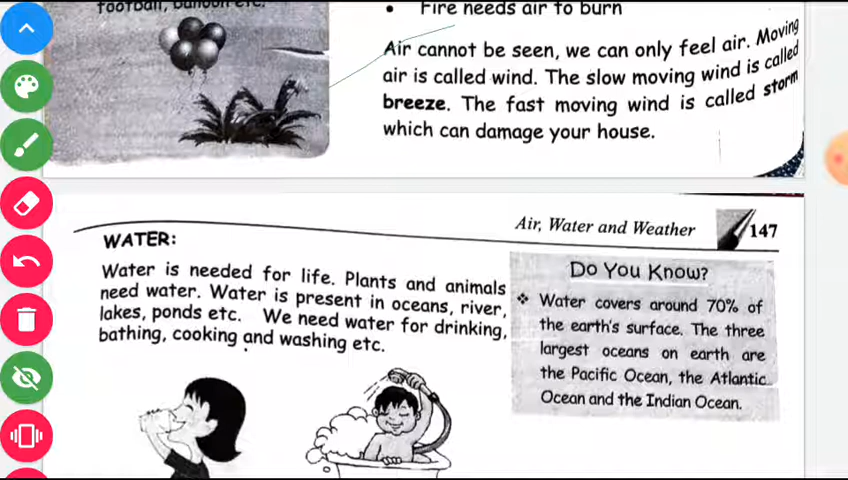 football, balloon etc.
• Fire needs air to burn
Air cannot be seen, we can only feel air. Moving
air is called wind. The slow moving wind is called
breeze. The fast moving wind is called storm
which can damage your house.
Air, Water and Weather 147
WATER:
Water is needed for life. Plants and animals
need water. Water is present in oceans, river,
lakes, ponds etc. We need water for drinking,
bathing, cooking and washing etc.
Do You Know?
❖ Water covers around 70% of
the earth's surface. The three
largest oceans on earth are
the Pacific Ocean, the Atlantic
Ocean and the Indian Ocean.